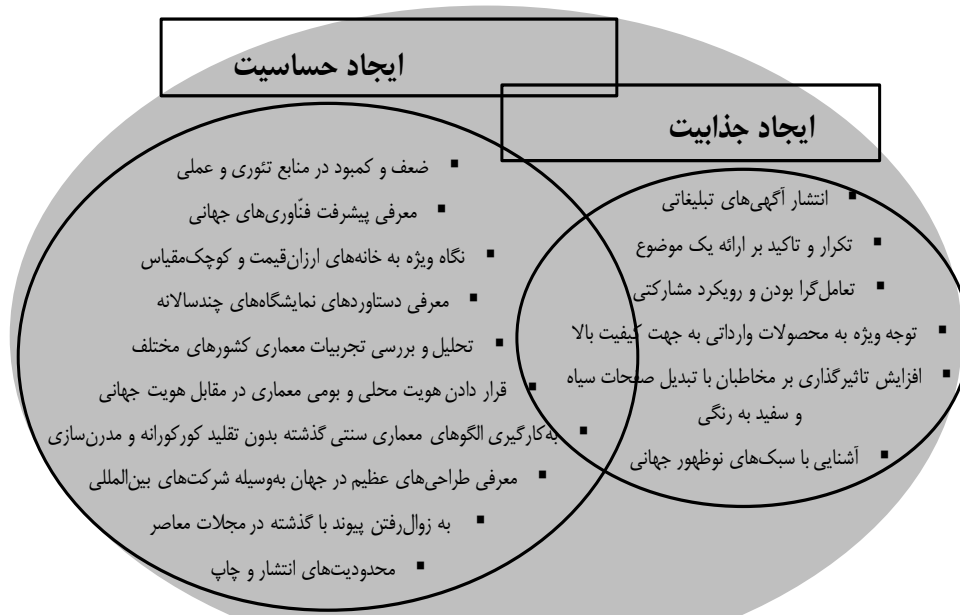 ایجاد حساسیت
▪ ضعف و کمبود در منابع تئوری و عملی
▪ معرفی پیشرفت فنّاوری‌های جهانی
▪ نگاه ویژه به خانه‌های ارزان‌قیمت و کوچک‌مقیاس
▪ معرفی دستاوردهای نمایشگاه‌های چندسالانه
▪ تحلیل و بررسی تجربیات معماری کشورهای مختلف
▪ قرار دادن هویت محلی و بومی معماری در مقابل هویت جهانی
▪ به‌کارگیری الگوهای معماری سنتی گذشته بدون تقلید کورکورانه و مدرن‌سازی
▪ معرفی طراحی‌های عظیم در جهان به‌وسیله شرکت‌های بین‌المللی
▪ به زوال‌رفتن پیوند با گذشته در مجلات معاصر
▪ محدودیت‌های انتشار و چاپ
ایجاد جذابیت
▪ انتشار آگهی‌های تبلیغاتی
▪ تکرار و تاکید بر ارائه یک موضوع
▪ تعامل‌گرا بودن و رویکرد مشارکتی
▪ توجه ویژه به محصولات وارداتی به جهت کیفیت بالا
▪ افزایش تاثیرگذاری بر مخاطبان با تبدیل صفحات سیاه
و سفید به رنگی
▪ آشنایی با سبک‌های نوظهور جهانی